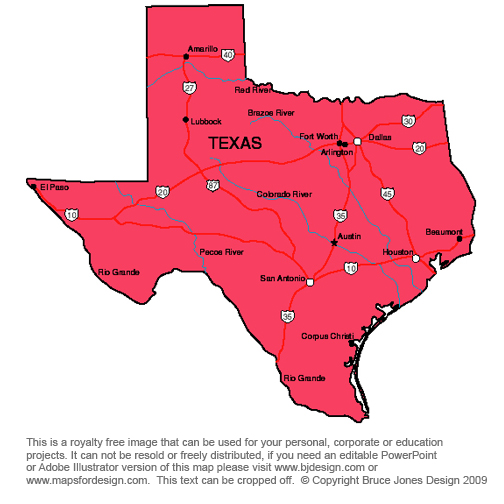 Amarillo
40
27
Red River
Lubbock
Brazos River
30
TEXAS
Fort Worth
Dallas
Arlington
20
El Paso
20
87
Colorado River
45
10
35
Austin
Beaumont
Pecos River
Houston
Rio Grande
San Antonio
10
35
Corpus Christi
Rio Grande
This is a royalty free image that can be used for your personal, corporate or education
projects. It can not be resold or freely distributed, if you need an editable PowerPoint
or Adobe Illustrator version of this map please visit www.bjdesign.com or
www.mapsfordesign.com. This text can be cropped off. © Copyright Bruce Jones Design 2009